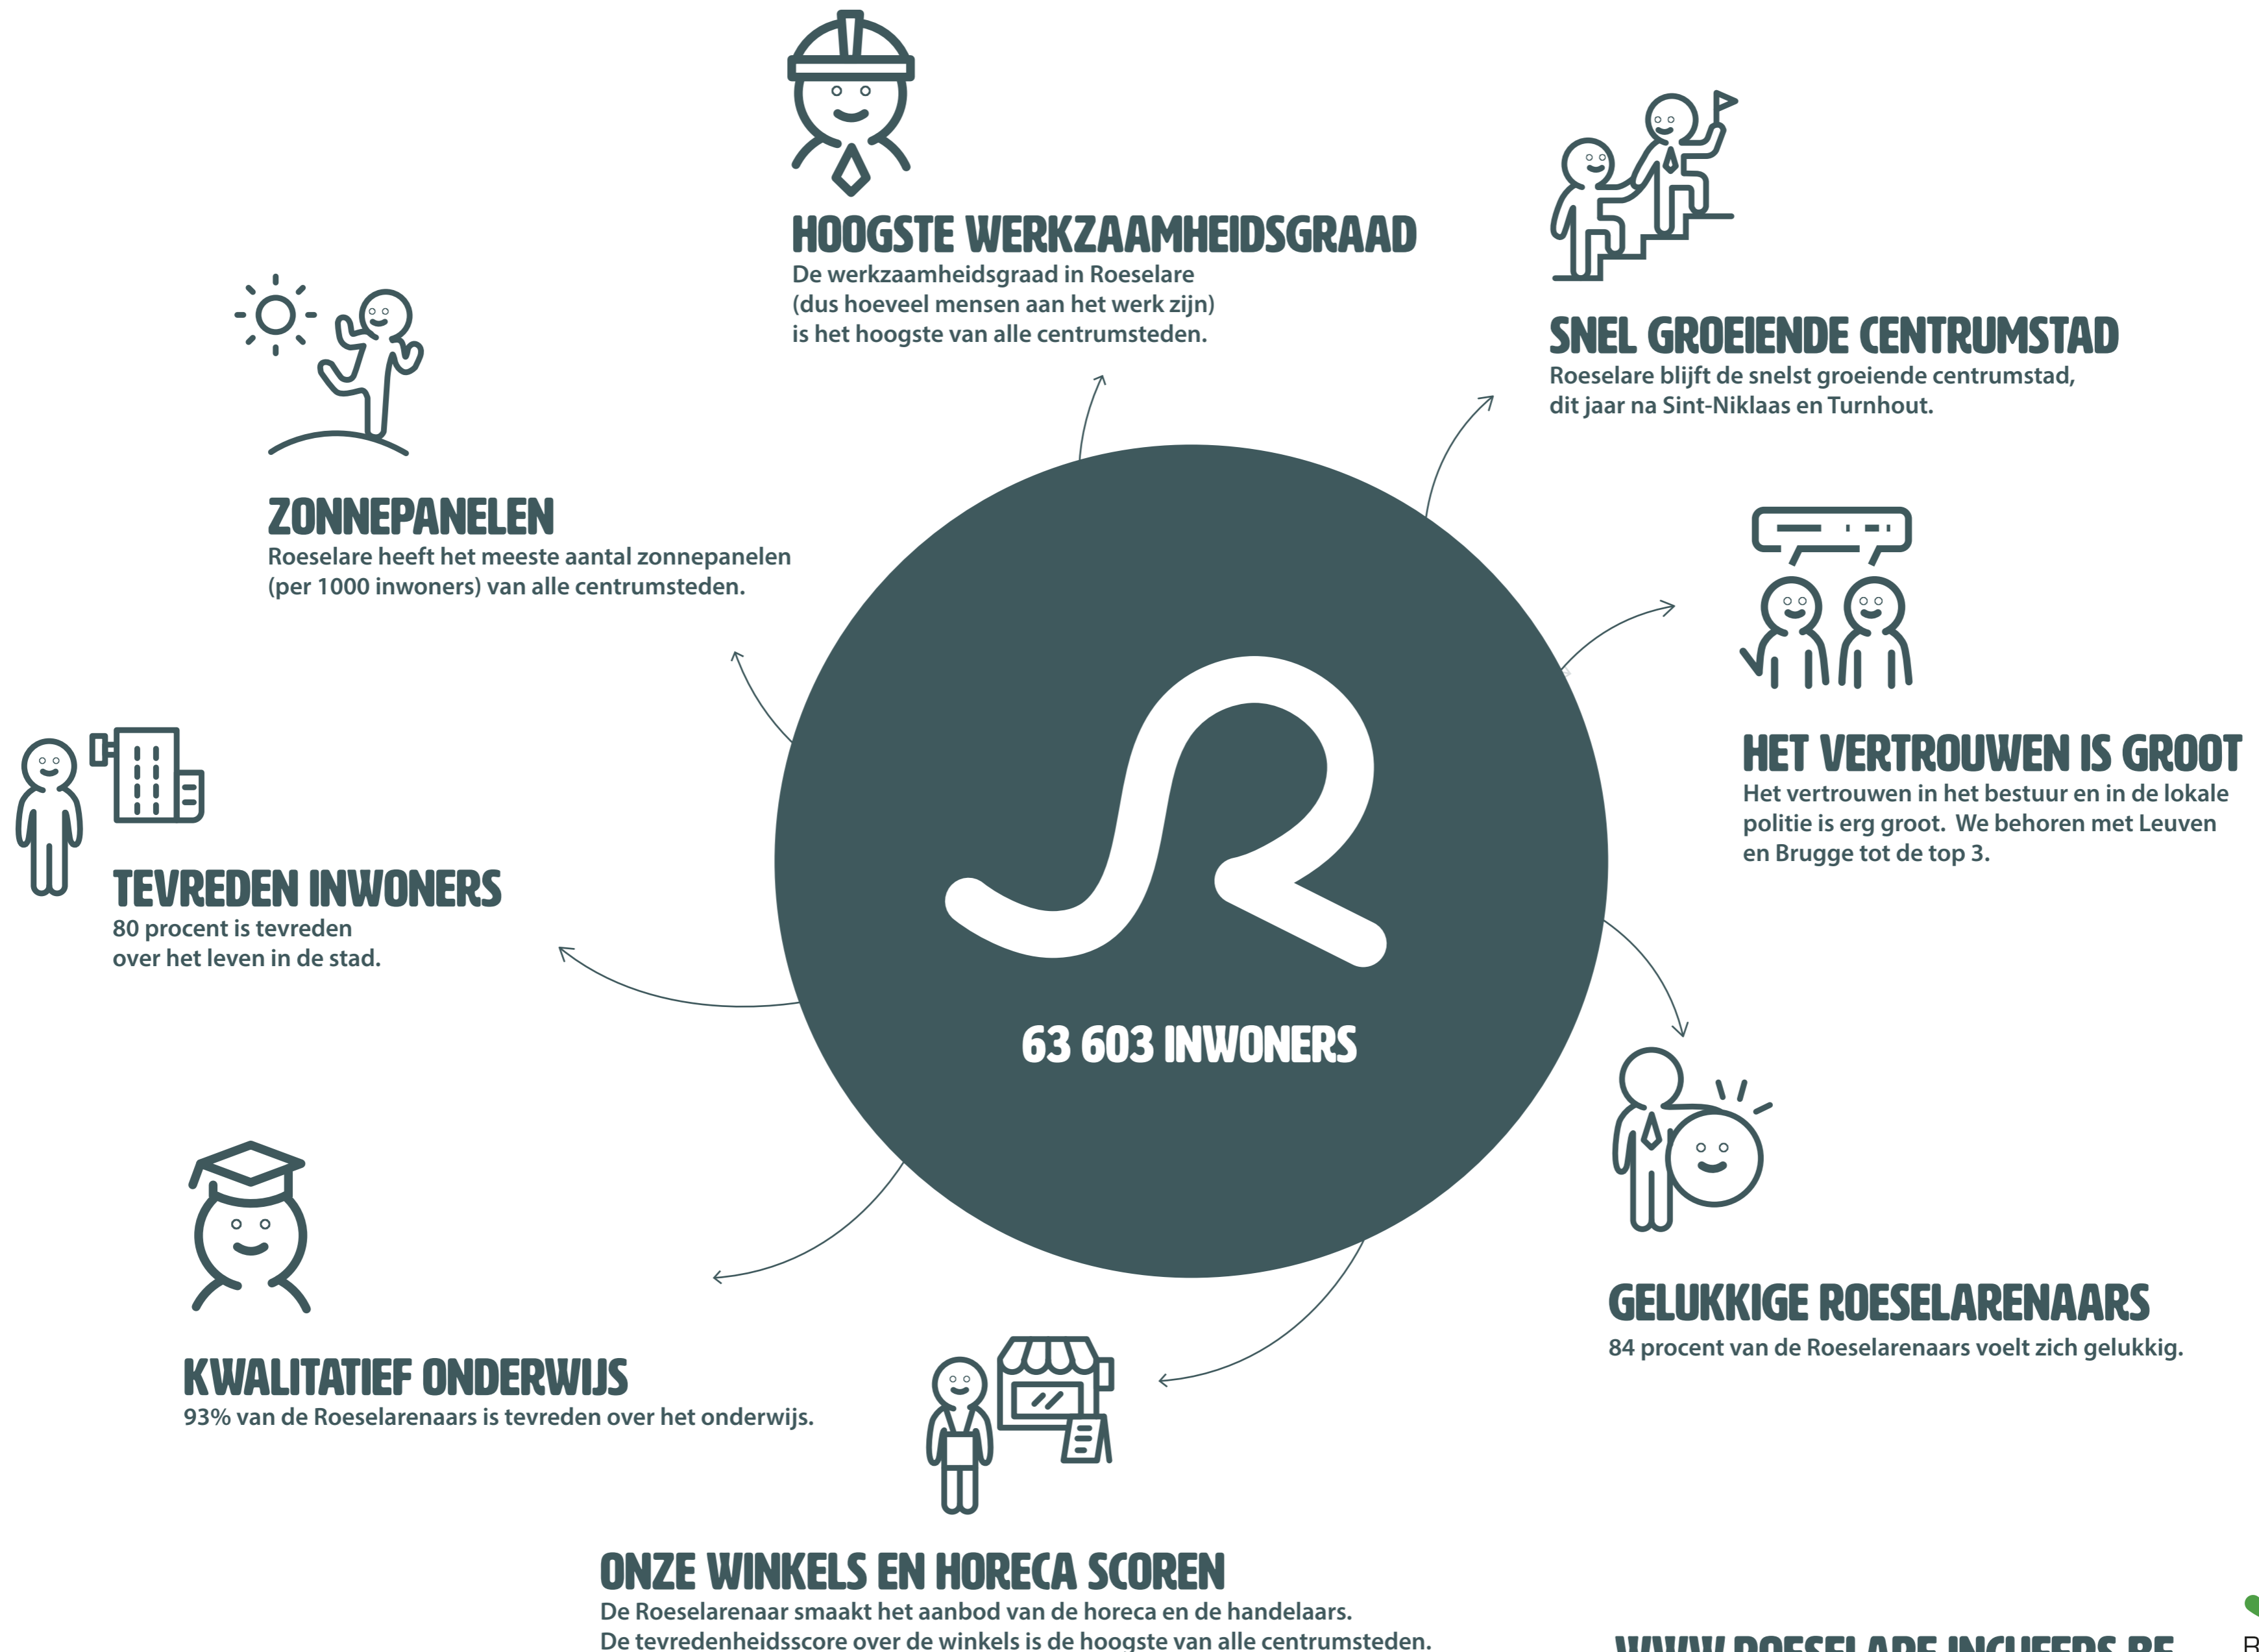 HOOGSTE WERKZAAMHEIDSGRAAD
De werkzaamheidsgraad in Roeselare
(dus hoeveel mensen aan het werk zijn)
is het hoogste van alle centrumsteden.
SNEL GROEIENDE CENTRUMSTAD
Roeselare blijft de snelst groeiende centrumstad,
dit jaar na Sint-Niklaas en Turnhout.
ZONNEPANELEN
Roeselare heeft het meeste aantal zonnepanelen
(per 1000 inwoners) van alle centrumsteden.
HET VERTROUWEN IS GROOT
Het vertrouwen in het bestuur en in de lokale
politie is erg groot. We behoren met Leuven
en Brugge tot de top 3.
TEVREDEN INWONERS
80 procent is tevreden
over het leven in de stad.
63 603 INWONERS
GELUKKIGE ROESELARENAARS
84 procent van de Roeselarenaars voelt zich gelukkig.
KWALITATIEF ONDERWIJS
93% van de Roeselarenaars is tevreden over het onderwijs.
ONZE WINKELS EN HORECA SCOREN
De Roeselarenaar smaakt het aanbod van de horeca en de handelaars.
De tevredenheidsscore over de winkels is de hoogste van alle centrumsteden.
WWW.ROESELARE.INCIJFERS.BE